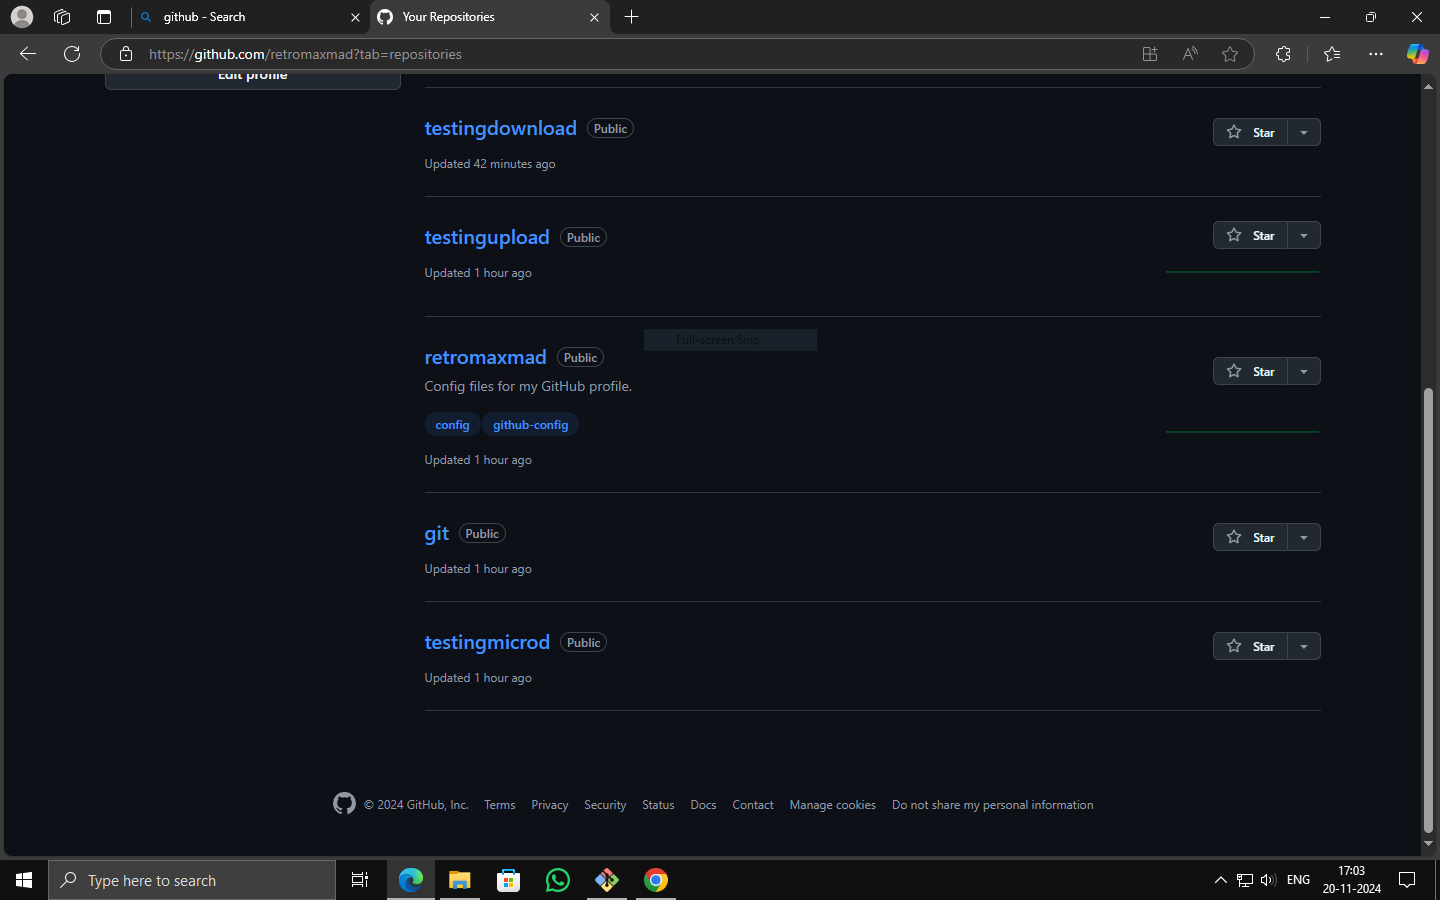 github - Search
Your Repositories
https://github.com/retromaxmad?tab=repositories
Edit profile
testingdownload Public
Star
Updated 42 minutes ago
testingupload Public
Star
Updated 1 hour ago
Full-screen Snip
retromaxmad Public
Star
Config files for my GitHub profile.
config github-config
Updated 1 hour ago
git Public
Star
Updated 1 hour ago
testingmicrod Public
Star
Updated 1 hour ago
© 2024 GitHub, Inc. Terms Privacy Security Status Docs Contact Manage cookies Do not share my personal information
Type here to search
ENG
17:03
20-11-2024